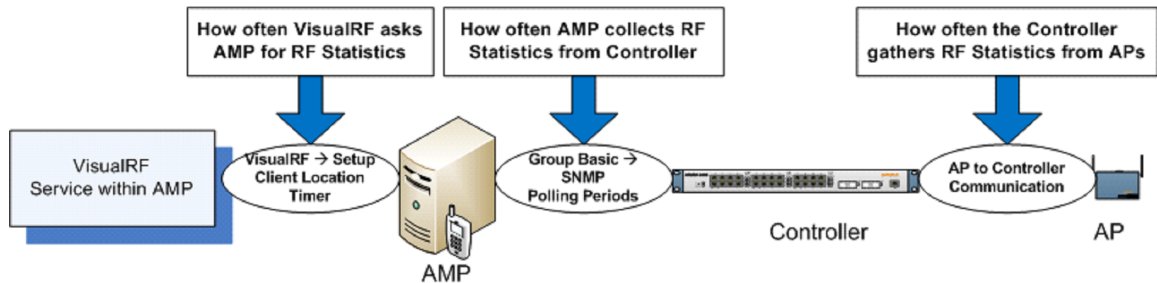 How often VisualRF asks
AMP for RF Statistics
How often AMP collects RF
Statistics from Controller
How often the Controller
gathers RF Statistics from APs
VisualRF
Service within AMP
VisualRF → Setup
Client Location
Timer
Group Basic →
SNMP
Polling Periods
AP to Controller
Communication
AMP
Controller
AP